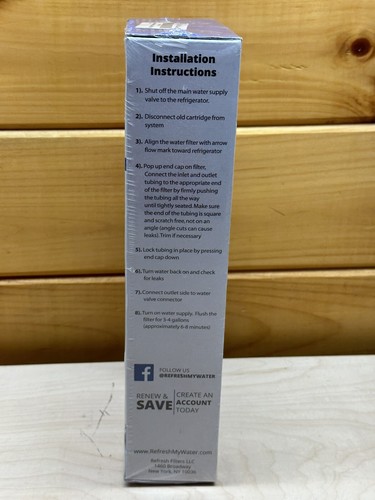 Installation
Instructions
1). Shut off the main water supply
valve to the refrigerator.
2). Disconnect old cartridge from
system
3). Align the water filter with arrow
flow mark toward refrigerator
4). Pop up end cap on filter,
Connect the inlet and outlet
tubing to the appropriate end
of the filter by firmly pushing
the tubing all the way
until tightly seated. Make sure
the end of the tubing is square
and scratch free, not on an
angle (angle cuts can cause
leaks). Trim if necessary
5). Lock tubing in place by pressing
end cap down
6). Turn water back on and check
for leaks
7). Connect outlet side to water
valve connector
8). Turn on water supply. Flush the
filter for 3-4 gallons
(approximately 6-8 minutes)
FOLLOW US
@REFRESHMYWATER
RENEW &
SAVE
CREATE AN
ACCOUNT
TODAY
www.RefreshMyWater.com
Refresh Filters LLC
1460 Broadway
New York, NY 10036